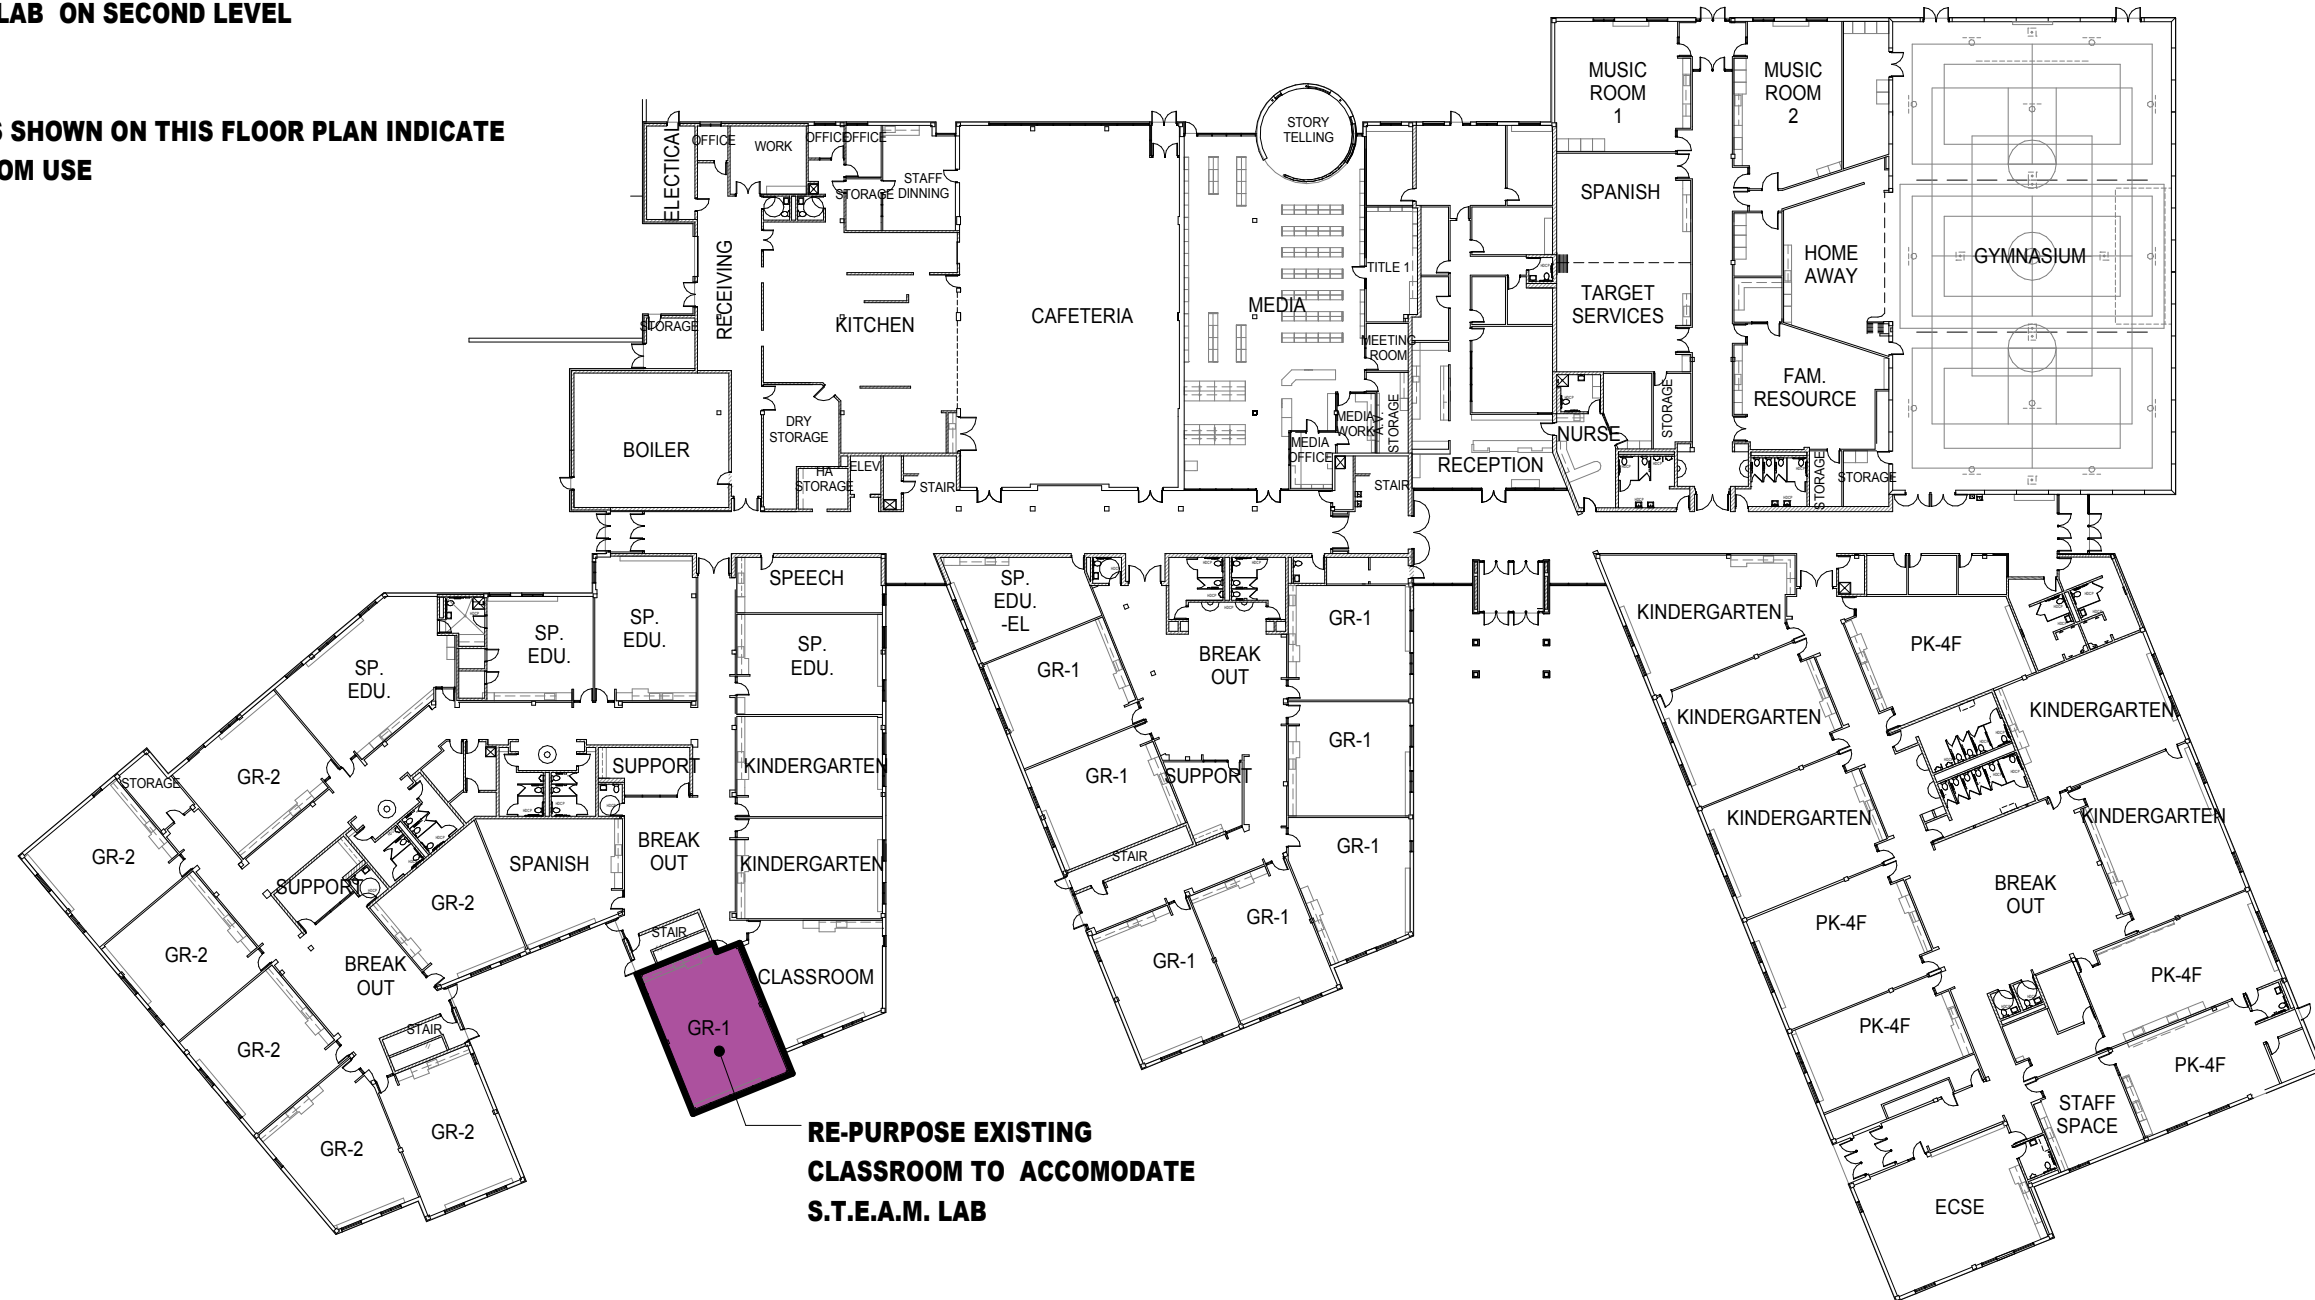 LAB ON SECOND LEVEL
S SHOWN ON THIS FLOOR PLAN INDICATE
OM USE
MUSIC
ROOM
1
MUSIC
ROOM
2
STORY
TELLING
ELECTICAL
OFFICE
WORK
OFFICE
OFFICE
STORAGE
STAFF
DINNING
SPANISH
RECEIVING
HOME
AWAY
GYMNASIUM
TITLE 1
TARGET
SERVICES
STORAGE
KITCHEN
CAFETERIA
MEDIA
MEETING
ROOM
FAM.
RESOURCE
BOILER
DRY
STORAGE
MEDIA
WORK
A.V.
STORAGE
MEDIA
OFFICE
NURSE
STORAGE
HA
STORAGE
ELEV.
STAIR
STAIR
RECEPTION
STORAGE
STORAGE
SPEECH
SP.
EDU.
-EL
SP.
EDU.
SP.
EDU.
SP.
EDU.
SP.
EDU.
GR-1
BREAK
OUT
GR-1
KINDERGARTEN
PK-4F
KINDERGARTEN
KINDERGARTEN
GR-1
GR-1
SUPPORT
GR-2
STORAGE
SUPPORT
KINDERGARTEN
KINDERGARTEN
KINDERGARTEN
GR-2
SUPPORT
SPANISH
BREAK
OUT
KINDERGARTEN
STAIR
GR-1
GR-2
BREAK
OUT
PK-4F
GR-2
BREAK
OUT
STAIR
CLASSROOM
GR-1
GR-1
PK-4F
GR-2
STAIR
GR-1
PK-4F
PK-4F
GR-2
GR-2
STAFF
SPACE
ECSE
RE-PURPOSE EXISTING
CLASSROOM TO ACCOMODATE
S.T.E.A.M. LAB